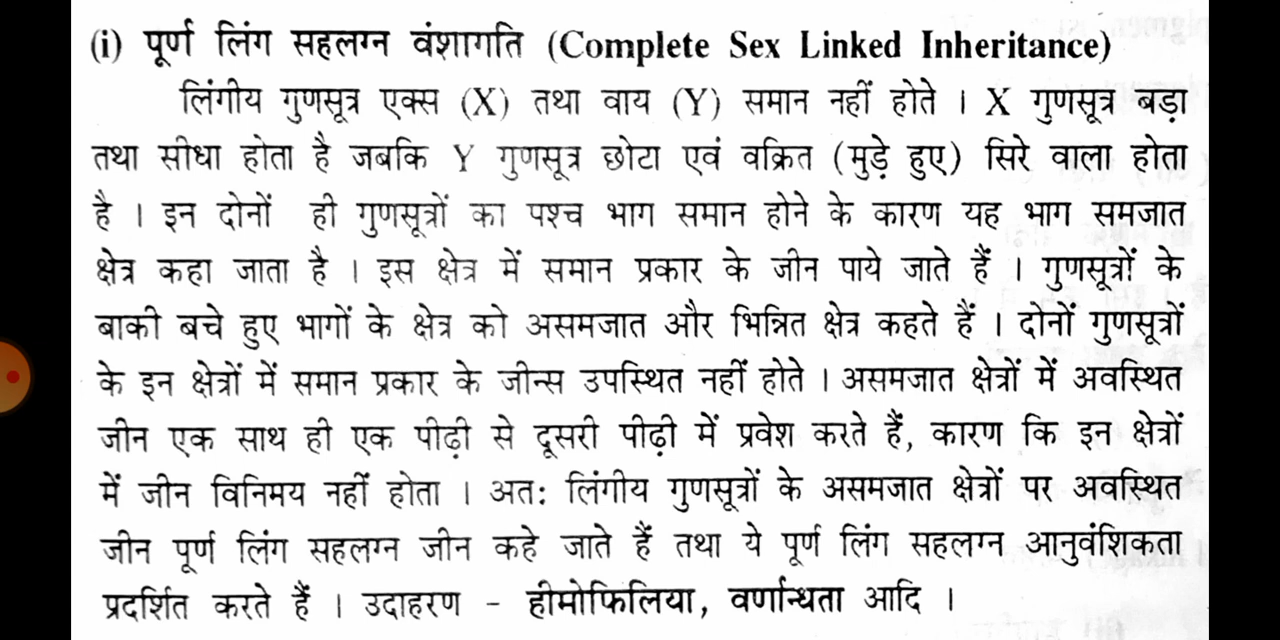 (i) पूर्ण लिंग सहलग्न वंशागति (Complete Sex Linked Inheritance)
लिंगीय गुणसूत्र एक्स (X) तथा वाय (Y) समान नहीं होते । X गुणसूत्र बड़ा
तथा सीधा होता है जबकि Y गुणसूत्र छोटा एवं वक्रित (मुड़े हुए) सिरे वाला होता
है । इन दोनों ही गुणसूत्रों का पश्च भाग समान होने के कारण यह भाग समजात
क्षेत्र कहा जाता है । इस क्षेत्र में समान प्रकार के जीन पाये जाते हैं । गुणसूत्रों के
बाकी बचे हुए भागों के क्षेत्र को असमजात और भिन्नित क्षेत्र कहते हैं । दोनों गुणसूत्रों
के इन क्षेत्रों में समान प्रकार के जीन्स उपस्थित नहीं होते । असमजात क्षेत्रों में अवस्थित
जीन एक साथ ही एक पीढ़ी से दूसरी पीढ़ी में प्रवेश करते हैं, कारण कि इन क्षेत्रों
में जीन विनिमय नहीं होता । अत: लिंगीय गुणसूत्रों के असमजात क्षेत्रों पर अवस्थित
जीन पूर्ण लिंग सहलग्न जीन कहे जाते हैं तथा ये पूर्ण लिंग सहलग्न आनुवंशिकता
प्रदर्शित करते हैं । उदाहरण - हीमोफिलिया, वर्णान्धता आदि ।